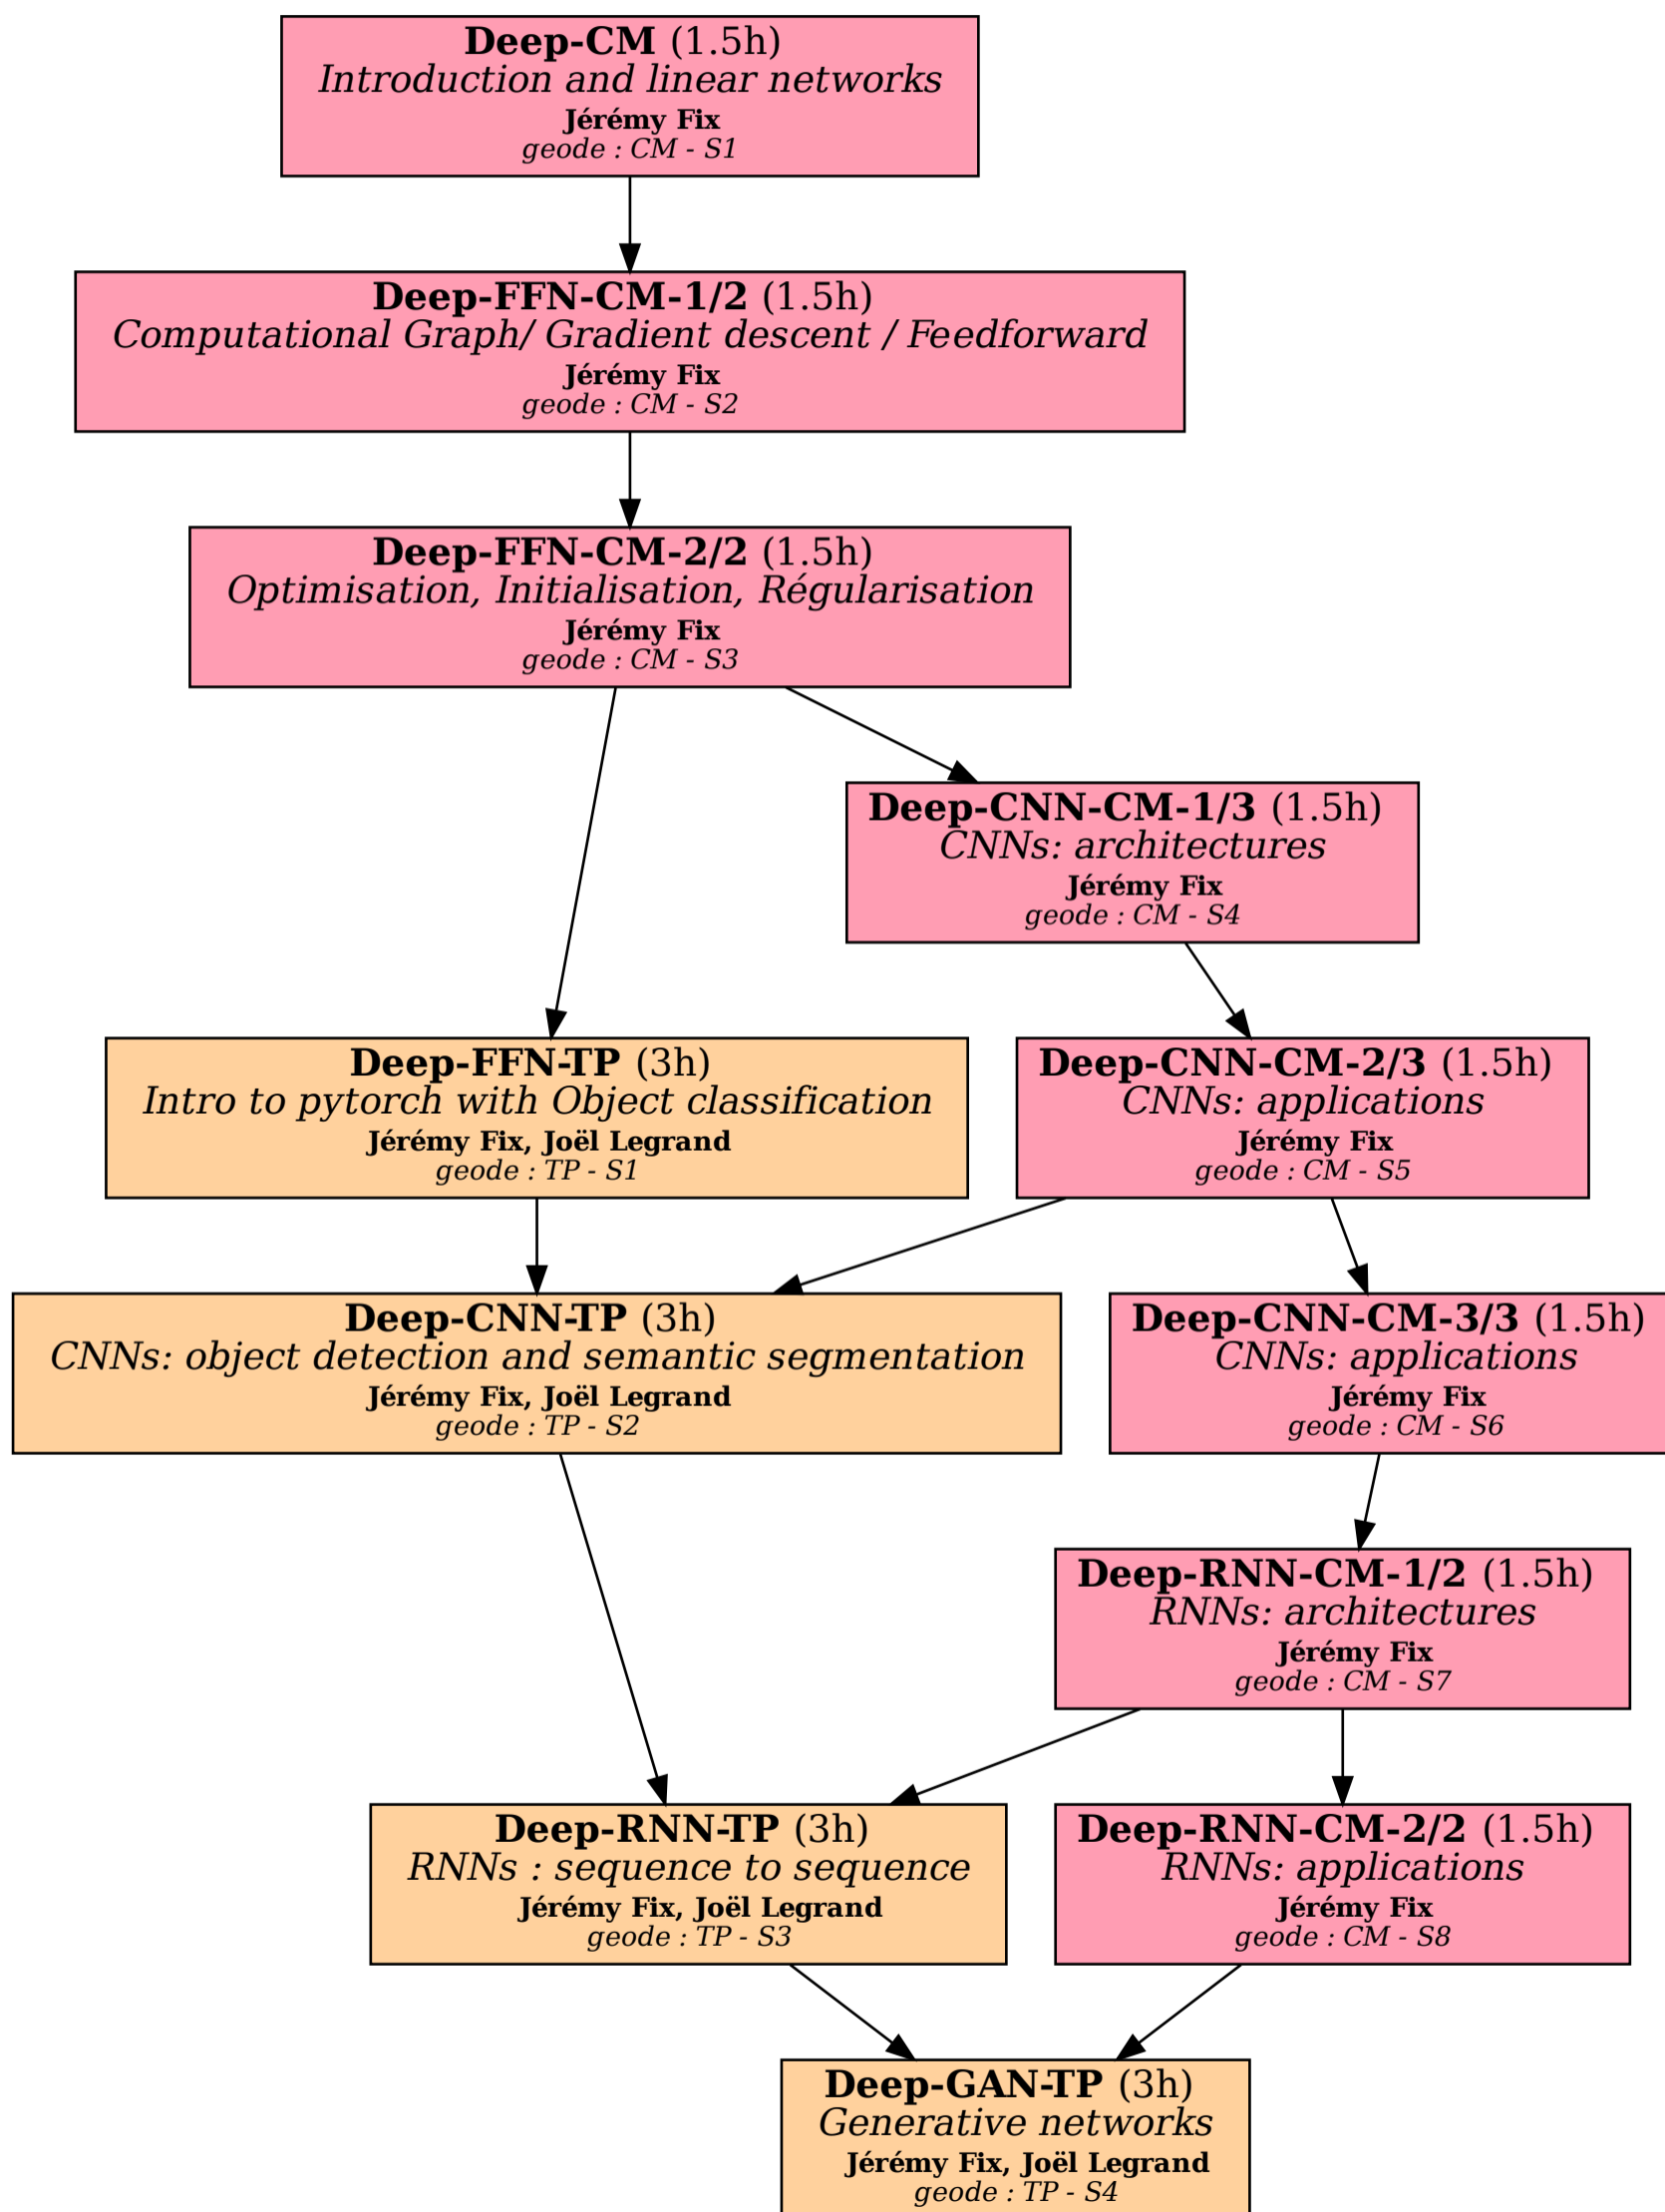 Deep-CM (1.5h)
Introduction and linear networks
Jérémy Fix
geode : CM - S1
Deep-FFN-CM-1/2 (1.5h)
Computational Graph/ Gradient descent / Feedforward
Jérémy Fix
geode : CM - S2
Deep-FFN-CM-2/2 (1.5h)
Optimisation, Initialisation, Régularisation
Jérémy Fix
geode : CM - S3
Deep-CNN-CM-1/3 (1.5h)
CNNs: architectures
Jérémy Fix
geode : CM - S4
Deep-FFN-TP (3h)
Intro to pytorch with Object classification
Jérémy Fix, Joël Legrand
geode : TP - S1
Deep-CNN-CM-2/3 (1.5h)
CNNs: applications
Jérémy Fix
geode : CM - S5
Deep-CNN-TP (3h)
CNNs: object detection and semantic segmentation
Jérémy Fix, Joël Legrand
geode : TP - S2
Deep-CNN-CM-3/3 (1.5h)
CNNs: applications
Jérémy Fix
geode : CM - S6
Deep-RNN-CM-1/2 (1.5h)
RNNs: architectures
Jérémy Fix
geode : CM - S7
Deep-RNN-TP (3h)
RNNs : sequence to sequence
Jérémy Fix, Joël Legrand
geode : TP - S3
Deep-RNN-CM-2/2 (1.5h)
RNNs: applications
Jérémy Fix
geode : CM - S8
Deep-GAN-TP (3h)
Generative networks
Jérémy Fix, Joël Legrand
geode : TP - S4